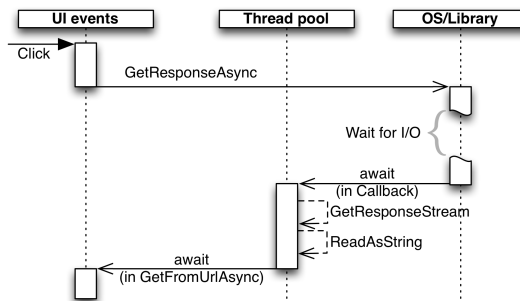 UI events
Thread pool
OS/Library
Click
GetResponseAsync
Wait for I/O
await
(in Callback)
GetResponseStream
ReadAsString
await
(in GetFromUrlAsync)